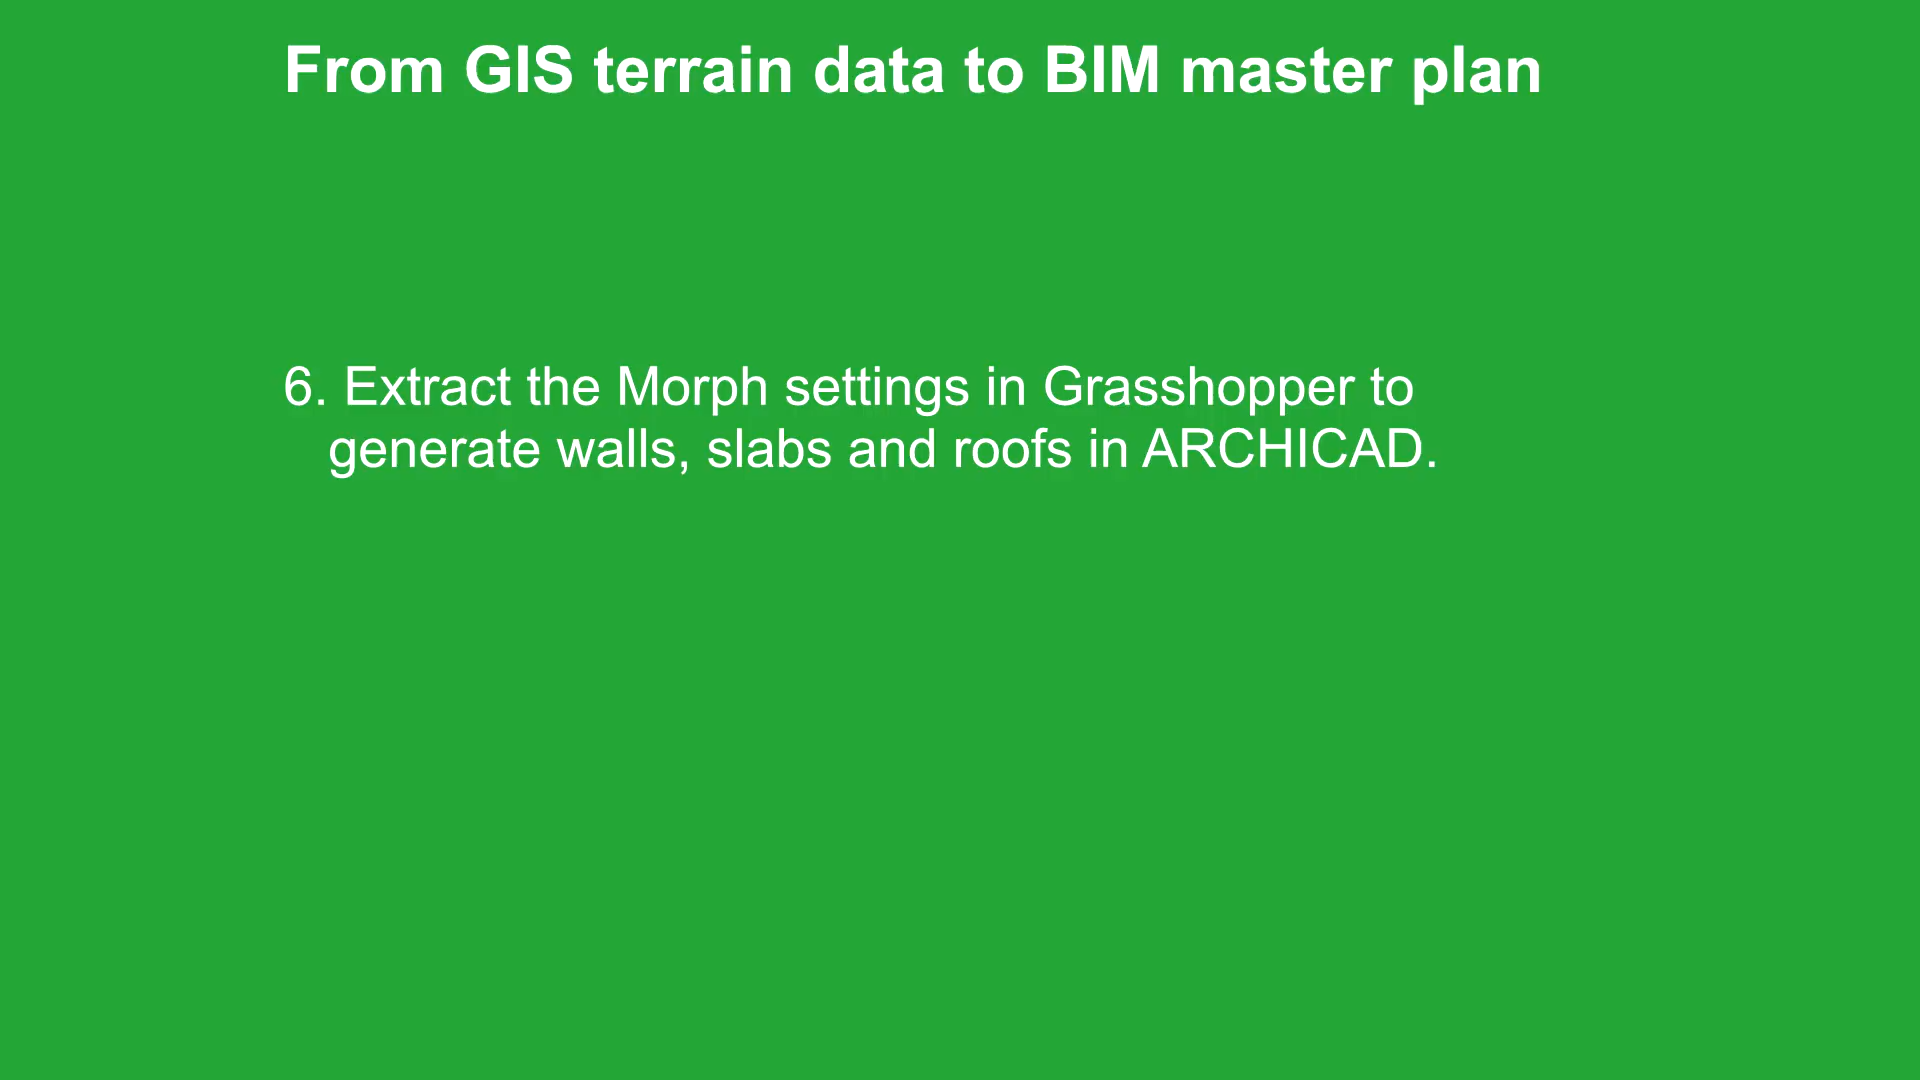 From GIS terrain data to BIM master plan
6. Extract the Morph settings in Grasshopper to
generate walls, slabs and roofs in ARCHICAD.